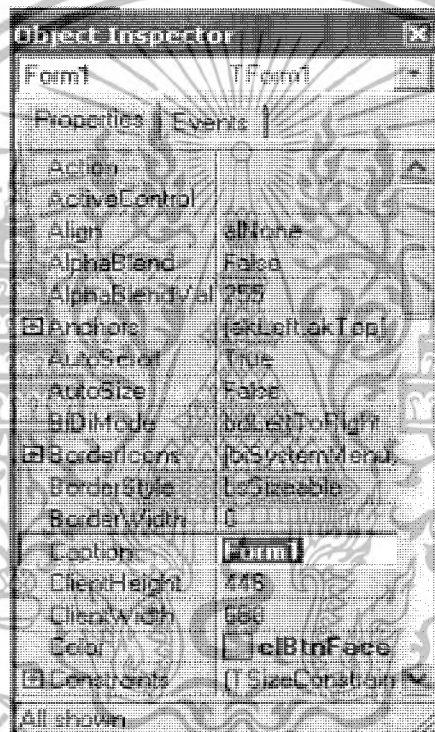 Object Inspector
Form1 TForm1
Properties Events
Action
ActiveControl
Align alNone
AlphaBlend False
AlphaBlendVal 255
Anchors [akLeft,akTop]
AutoScroll True
AutoSize False
BiDiMode bdLeftToRight
BorderIcons [biSystemMenu,
BorderStyle bsSizeable
BorderWidth 0
Caption Form1
ClientHeight 446
ClientWidth 688
Color clBtnFace
Constraints (TSizeConstrain
All shown